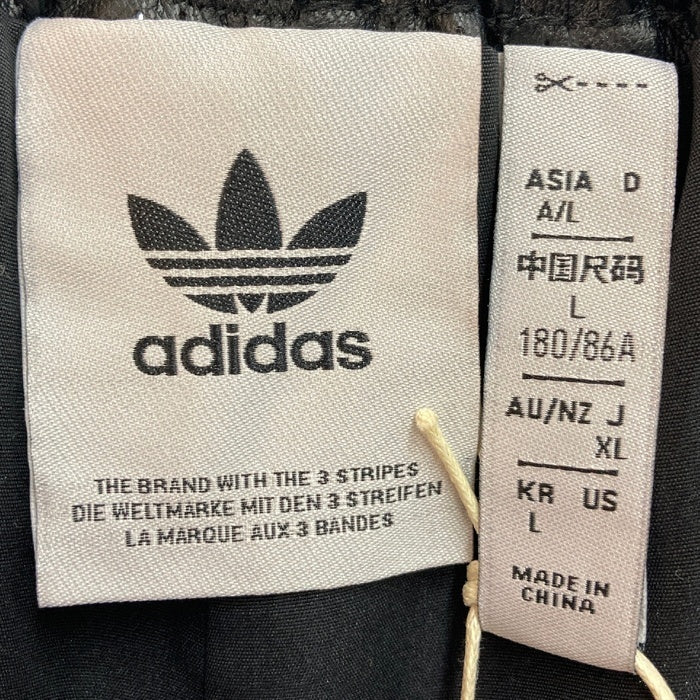 adidas
THE BRAND WITH THE 3 STRIPES
DIE WELTMARKE MIT DEN 3 STREIFEN
LA MARQUE AUX 3 BANDES
ASIA D
A/L
中国尺码
L
180/86A
AU/NZ J
XL
KR US
L
MADE IN
CHINA